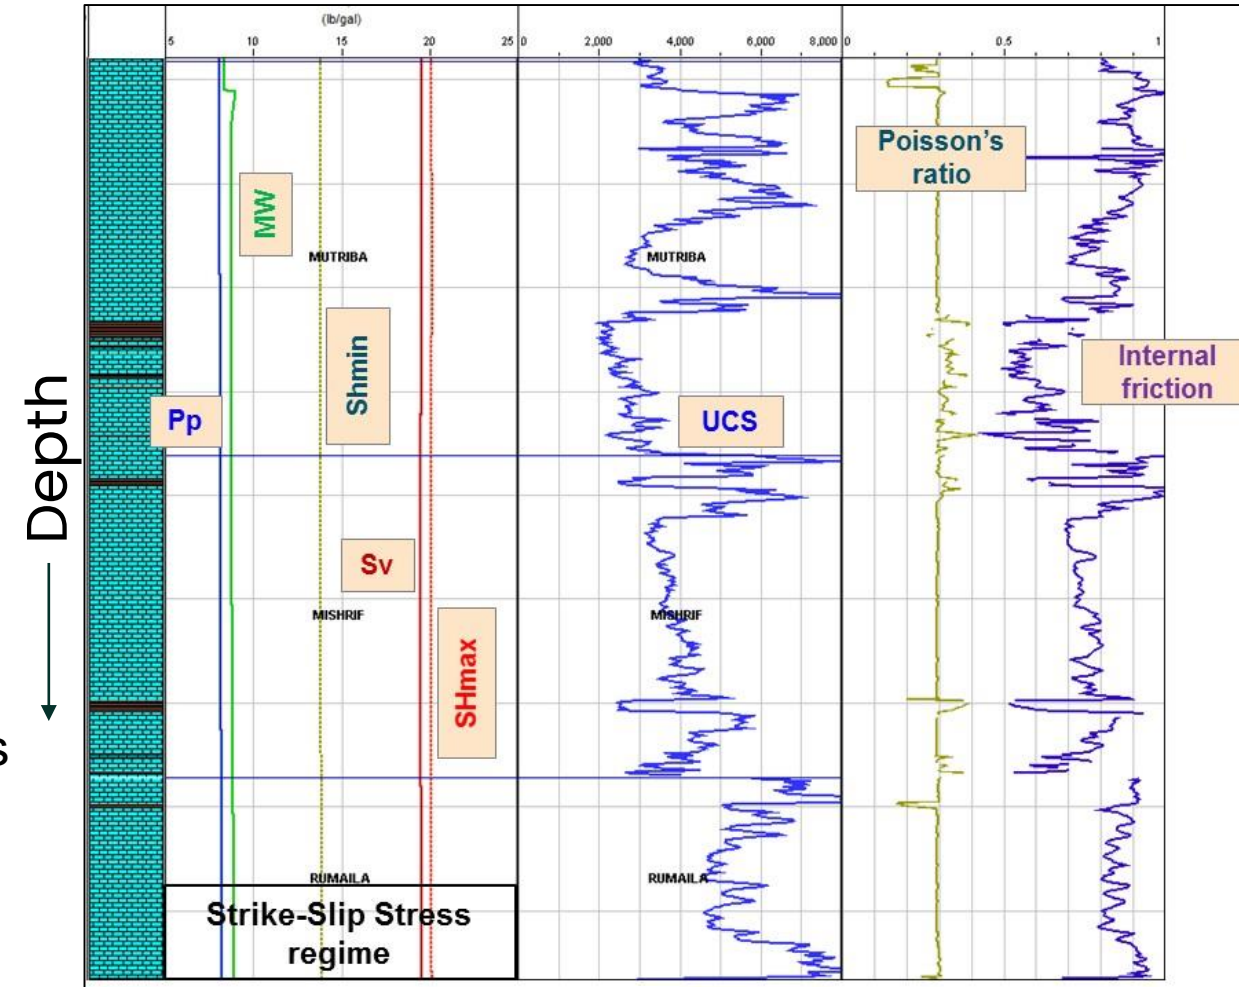 (lb/gal)
5 10 15 20 25
0 2,000 4,000 6,000 8,000
0 0.5 1
Poisson's
ratio
MW
MUTRIBA
MUTRIBA
Shmin
Internal
friction
Depth
Pp
UCS
Sv
MISHRIF
MISHRIF
SHmax
s
RUMAILA
RUMAILA
Strike-Slip Stress
regime